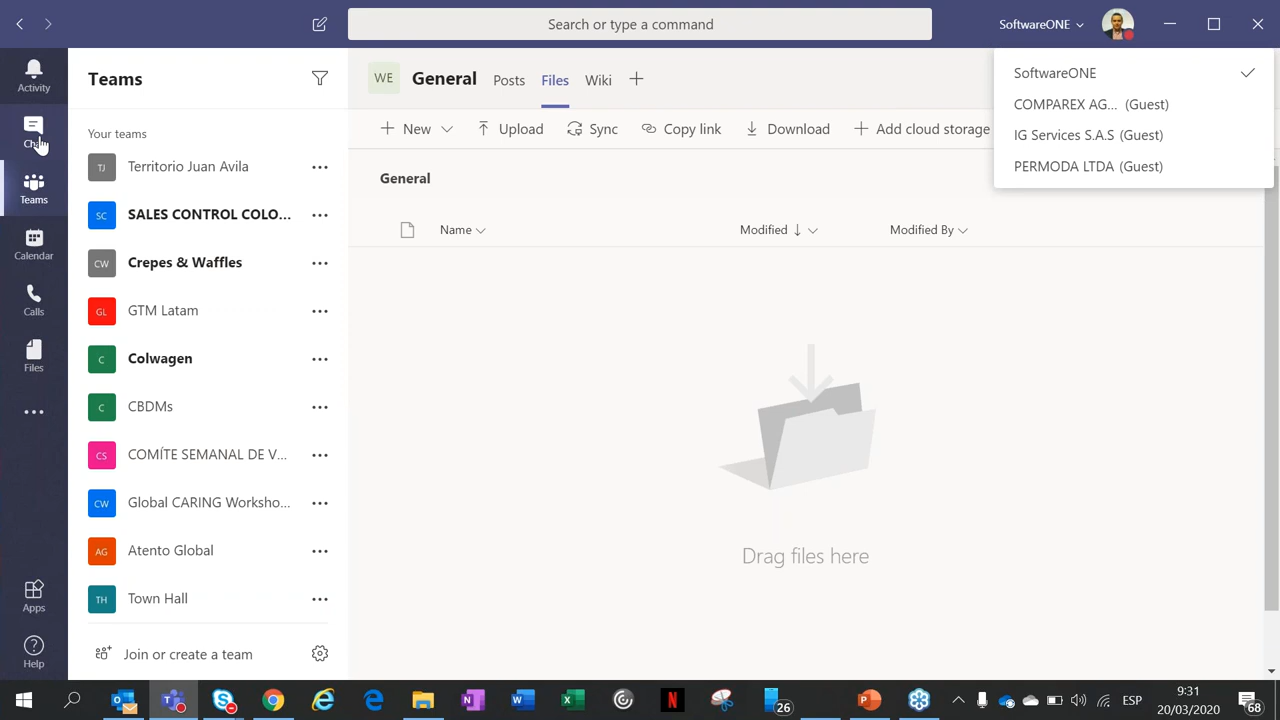 Search or type a command
SoftwareONE
Activity
Chat
Teams
Calendar
Calls
Files
Apps
Help
Teams
Your teams
TJ Territorio Juan Avila
SC SALES CONTROL COLO...
CW Crepes & Waffles
GL GTM Latam
C Colwagen
C CBDMs
CS COMÍTE SEMANAL DE V...
CW Global CARING Worksho...
AG Atento Global
TH Town Hall
Join or create a team
WE General Posts Files Wiki
New Upload Sync Copy link Download Add cloud storage
General
Name Modified Modified By
Drag files here
SoftwareONE
COMPAREX AG... (Guest)
IG Services S.A.S (Guest)
PERMODA LTDA (Guest)
26
ESP
9:31
20/03/2020
68